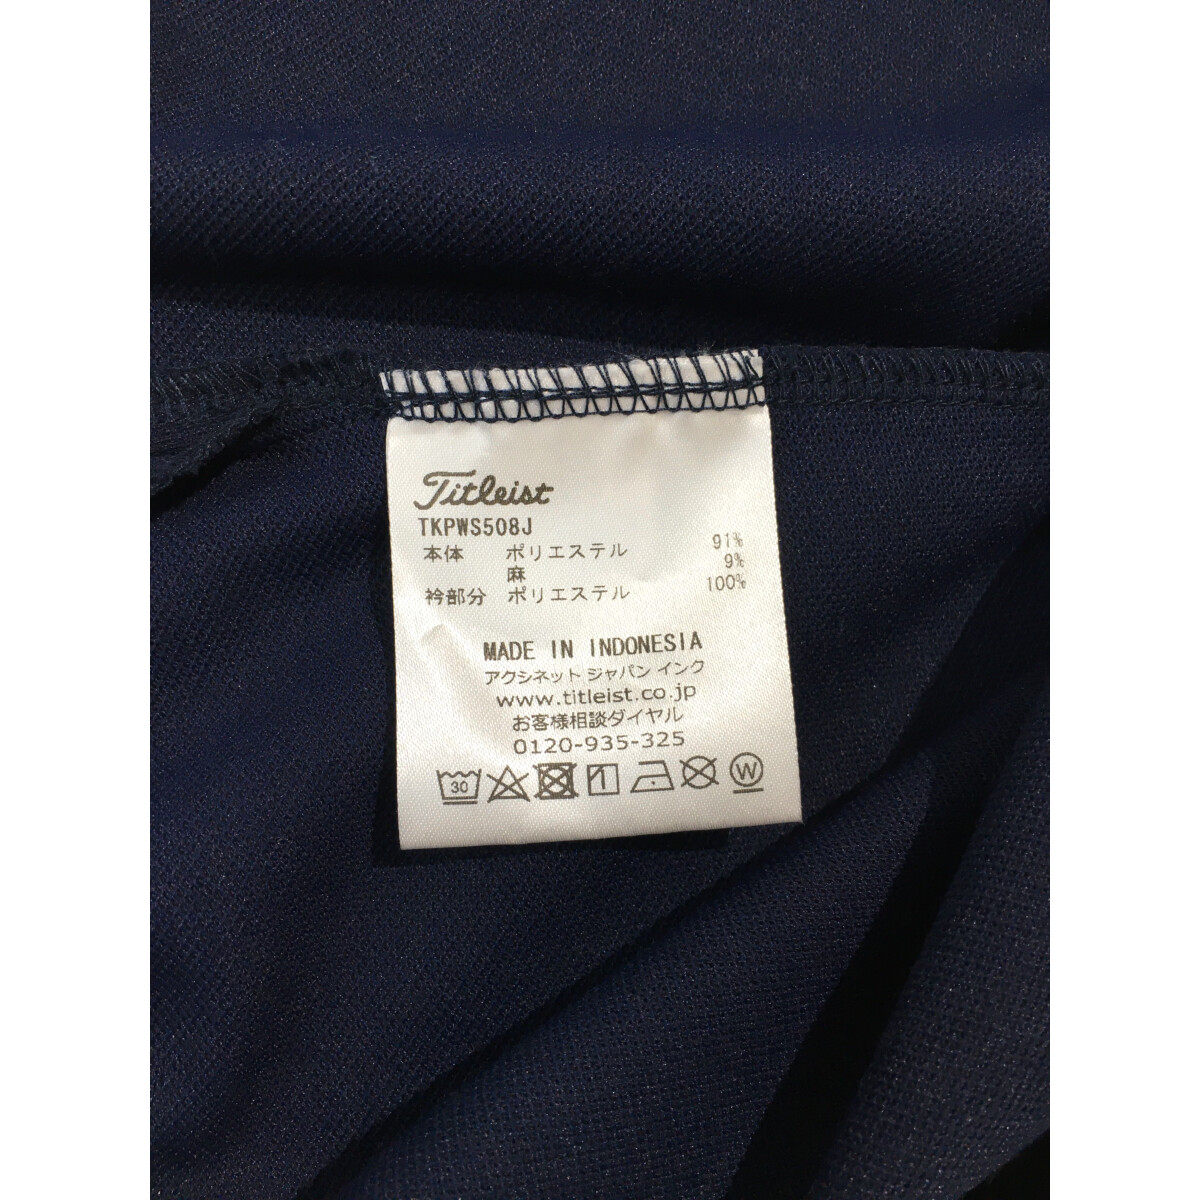 Titleist
TKPWS508J
本体 ポリエステル 91%
麻 9%
衿部分 ポリエステル 100%
MADE IN INDONESIA
アクシネット ジャパン インク
www.titleist.co.jp
お客様相談ダイヤル
0120-935-325
30 W